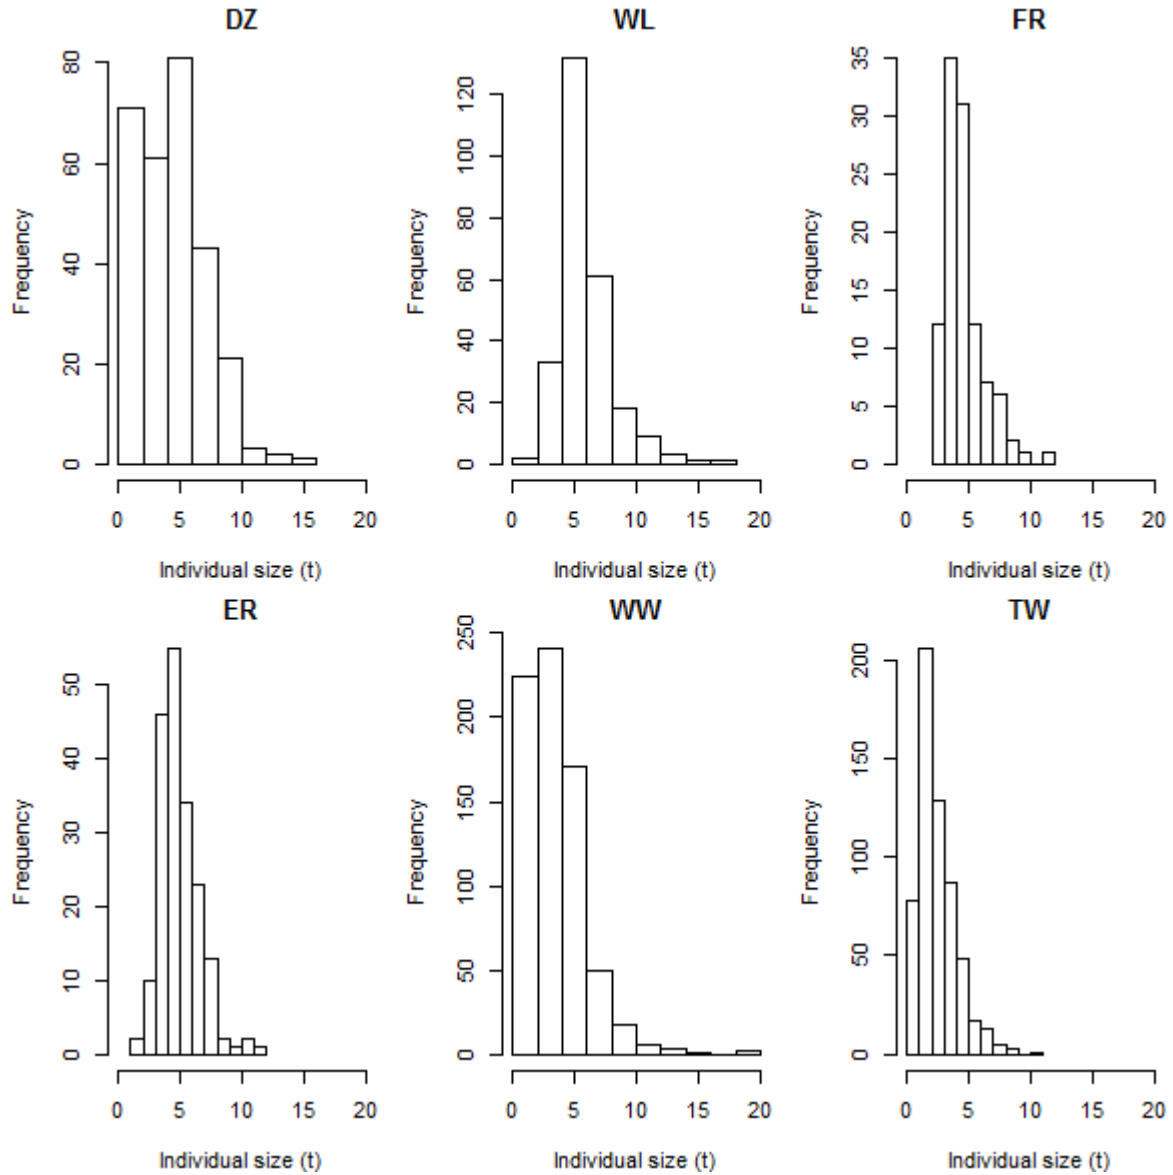 DZ
Frequency
0 20 40 60 80
0 5 10 15 20
Individual size (t)
WL
Frequency
0 20 40 60 80 100 120
0 5 10 15 20
Individual size (t)
FR
Frequency
0 5 10 15 20 25 30 35
0 5 10 15 20
Individual size (t)
ER
Frequency
0 10 20 30 40 50
0 5 10 15 20
Individual size (t)
WW
Frequency
0 50 100 150 200 250
0 5 10 15 20
Individual size (t)
TW
Frequency
0 50 100 150 200
0 5 10 15 20
Individual size (t)